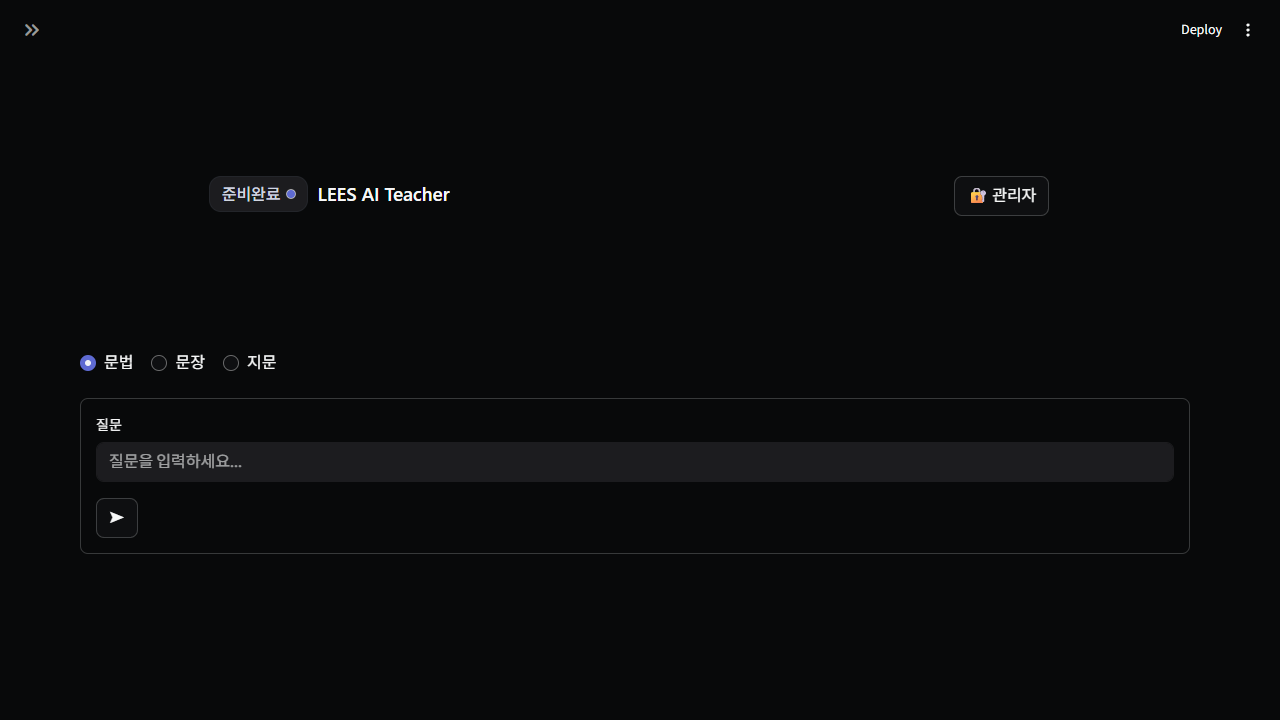 Deploy
준비완료 LEES AI Teacher
관리자
문법 문장 지문
질문
질문을 입력하세요...